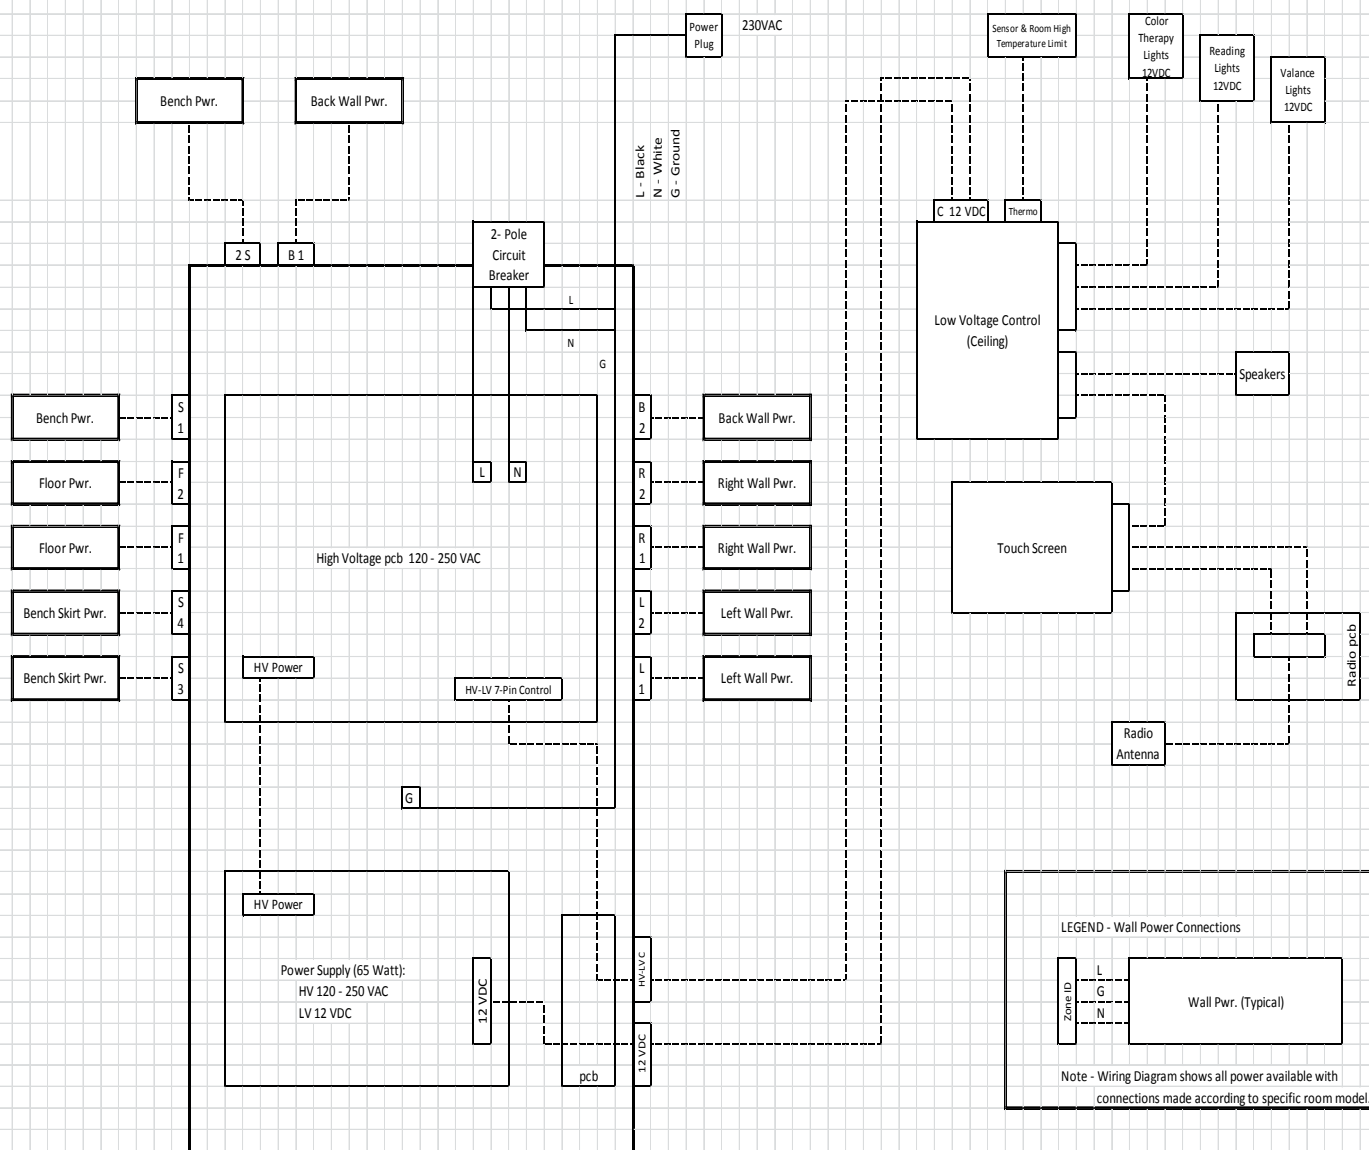 Power
Plug
230VAC
Sensor & Room High
Temperature Limit
Color
Therapy
Lights
12VDC
Reading
Lights
12VDC
Valance
Lights
12VDC
Bench Pwr.
Back Wall Pwr.
L - Black
N - White
G - Ground
2 S
B 1
2- Pole
Circuit
Breaker
L
N
G
C 12 VDC
Thermo
Low Voltage Control
(Ceiling)
Speakers
Bench Pwr.
S
1
Floor Pwr.
F
2
Floor Pwr.
F
1
Bench Skirt Pwr.
S
4
Bench Skirt Pwr.
S
3
L
N
High Voltage pcb 120 - 250 VAC
HV Power
HV-LV 7-Pin Control
B
2
Back Wall Pwr.
R
2
Right Wall Pwr.
R
1
Right Wall Pwr.
L
2
Left Wall Pwr.
L
1
Left Wall Pwr.
Touch Screen
Radio pcb
Radio
Antenna
G
HV Power
Power Supply (65 Watt):
HV 120 - 250 VAC
LV 12 VDC
12 VDC
pcb
HV-LV C
12 VDC
LEGEND - Wall Power Connections
Zone ID
L
G
N
Wall Pwr. (Typical)
Note - Wiring Diagram shows all power available with
connections made according to specific room model.